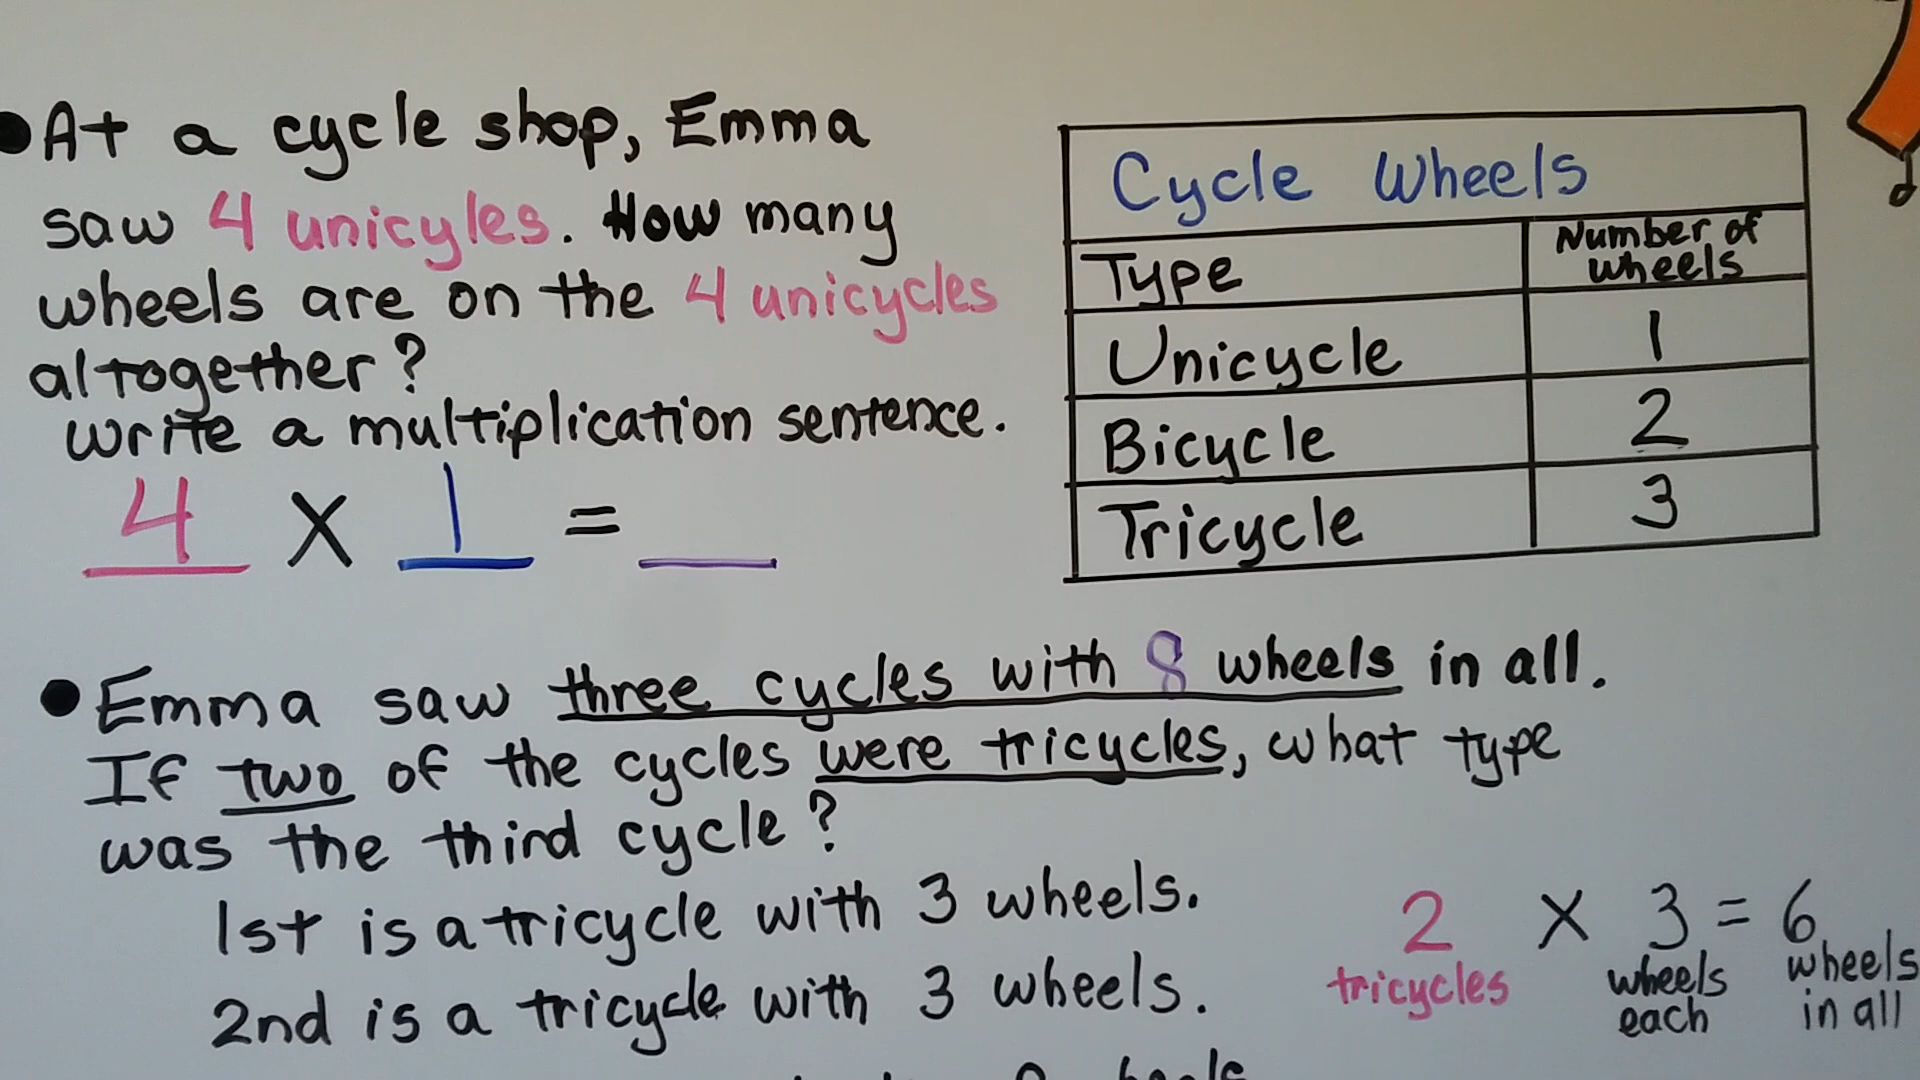 At a cycle shop, Emma
saw 4 unicyles. How many
wheels are on the 4 unicycles
altogether?
Write a multiplication sentence.
4 X 1 =
Cycle Wheels
Type Number of wheels
Unicycle 1
Bicycle 2
Tricycle 3
Emma saw three cycles with 8 wheels in all.
If two of the cycles were tricycles, what type
was the third cycle?
1st is a tricycle with 3 wheels.
2nd is a tricycle with 3 wheels.
2 X 3 = 6
tricycles wheels each wheels in all